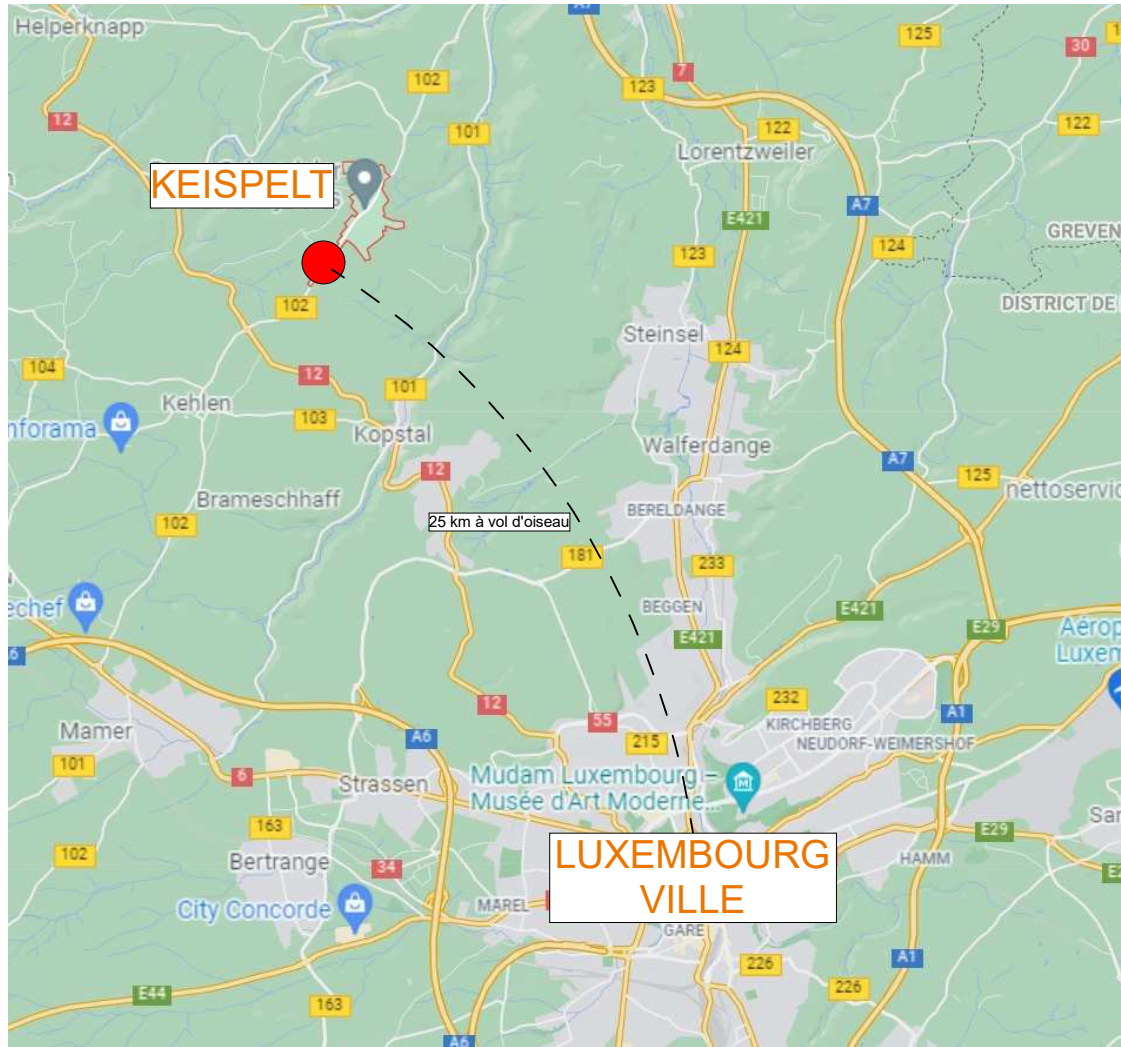 A7
Helperknapp
125
30
7
102
123
12
101
122
122
Lorentzweiler
KEISPELT
A7
E421
GREVEN
124
123
102
DISTRICT DE
Steinsel
124
104
12
101
Kehlen
103
nforama
Kopstal
Walferdange
A7
12
125
nettoservic
Brameschhaff
BERELDANGE
102
25 km à vol d'oiseau
181
233
echef
BEGGEN
E421
E421
E29
Aérop
Luxem
232
12
55
A1
KIRCHBERG
Mamer
A6
215
NEUDORF-WEIMERSHOF
101
6
Strassen
Mudam Luxembourg –
Musée d'Art Moderne...
163
E29
102
LUXEMBOURG
VILLE
Bertrange
34
HAMM
City Concorde
MAREL
GARE
A1
226
226
E44
163
A6